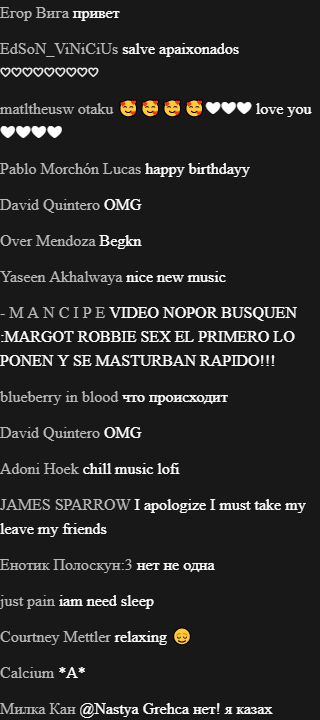 Егор Вига привет
EdSoN_ViNiCiUs salve apaixonados
♡♡♡♡♡♡♡♡♡
matltheusw otaku 🥰 🥰 🥰 🥰🤍🤍🤍 love you
🤍🤍🤍🤍
Pablo Morchón Lucas happy birthdayy
David Quintero OMG
Over Mendoza Begkn
Yaseen Akhalwaya nice new music
- M A N C I P E VIDEO NOPOR BUSQUEN
:MARGOT ROBBIE SEX EL PRIMERO LO
PONEN Y SE MASTURBAN RAPIDO!!!
blueberry in blood что происходит
David Quintero OMG
Adoni Hoek chill music lofi
JAMES SPARROW I apologize I must take my
leave my friends
Енотик Полоскун:3 нет не одна
just pain iam need sleep
Courtney Mettler relaxing 😌
Calcium *A*
Милка Кан @Nastya Grehca нет! я казах